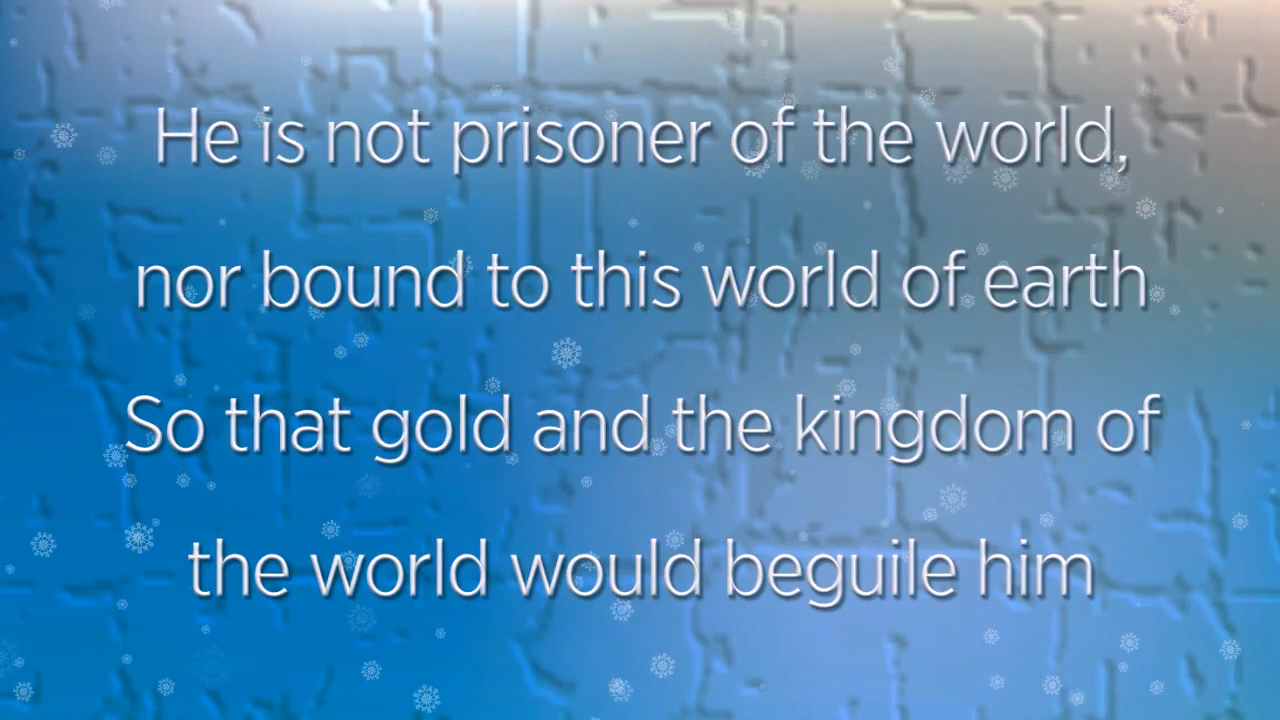 He is not prisoner of the world,
nor bound to this world of earth
So that gold and the kingdom of
the world would beguile him